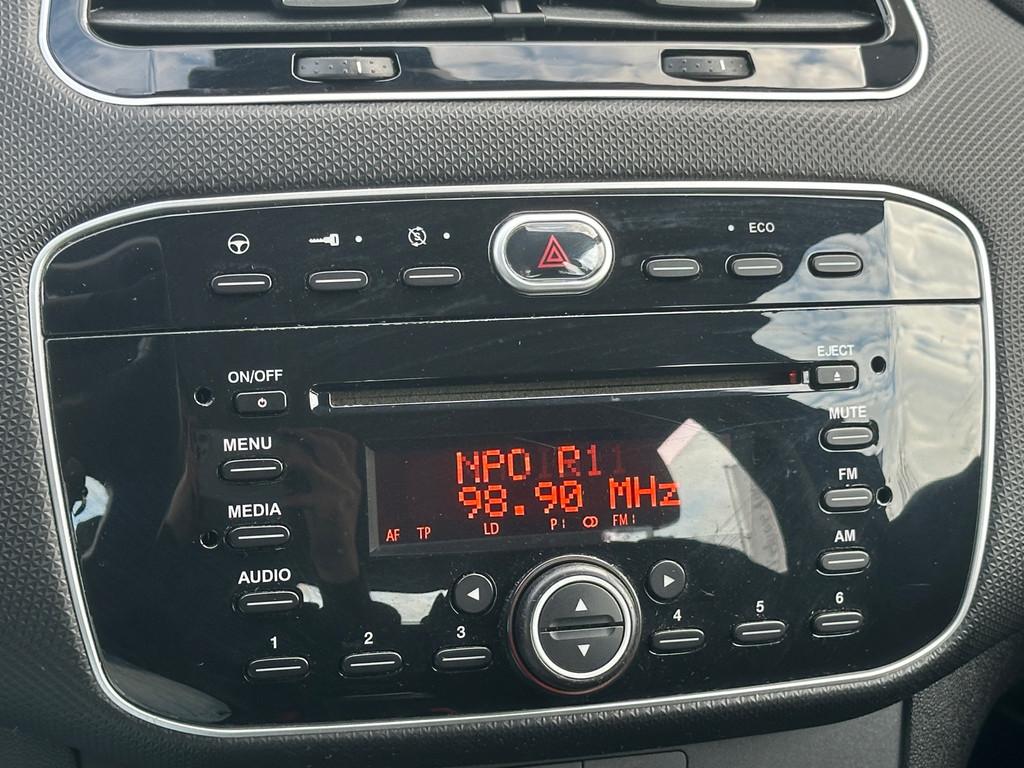 ECO
EJECT
ON/OFF
MUTE
MENU
NPO R1
98.90 MHz
FM
MEDIA
AF TP LD P FM
AM
AUDIO
1 2 3 4 5 6